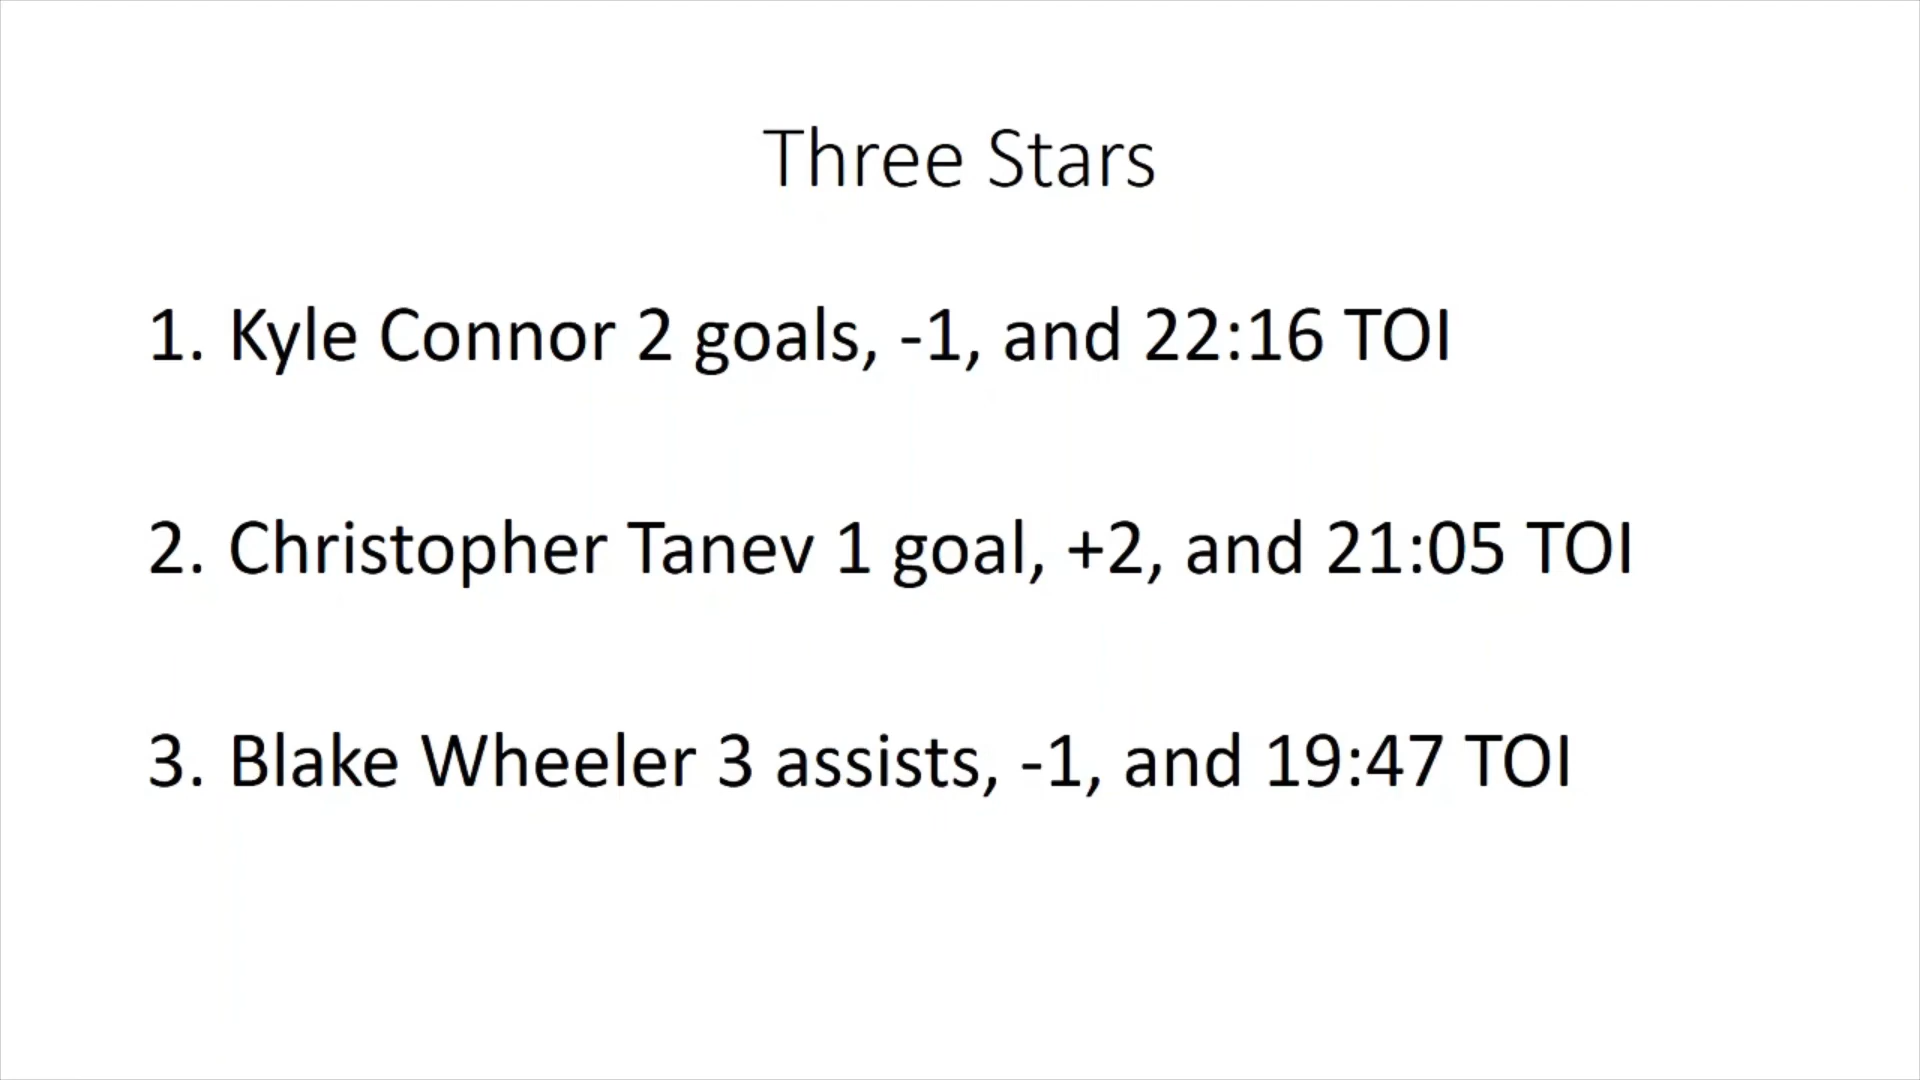 Three Stars
1. Kyle Connor 2 goals, -1, and 22:16 TOI
2. Christopher Tanev 1 goal, +2, and 21:05 TOI
3. Blake Wheeler 3 assists, -1, and 19:47 TOI